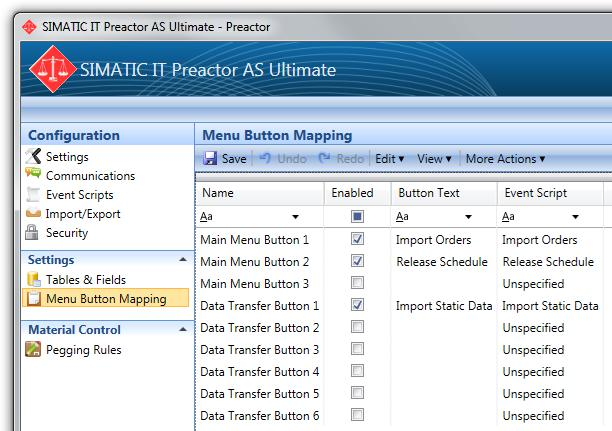 SIMATIC IT Preactor AS Ultimate - Preactor
SIMATIC IT Preactor AS Ultimate
Configuration
Settings
Communications
Event Scripts
Import/Export
Security
Settings
Tables & Fields
Menu Button Mapping
Material Control
Pegging Rules
Menu Button Mapping
Save Undo Redo Edit View More Actions
Name Enabled Button Text Event Script
Aa Aa Aa
Main Menu Button 1 Import Orders Import Orders
Main Menu Button 2 Release Schedule Release Schedule
Main Menu Button 3 Unspecified
Data Transfer Button 1 Import Static Data Import Static Data
Data Transfer Button 2 Unspecified
Data Transfer Button 3 Unspecified
Data Transfer Button 4 Unspecified
Data Transfer Button 5 Unspecified
Data Transfer Button 6 Unspecified